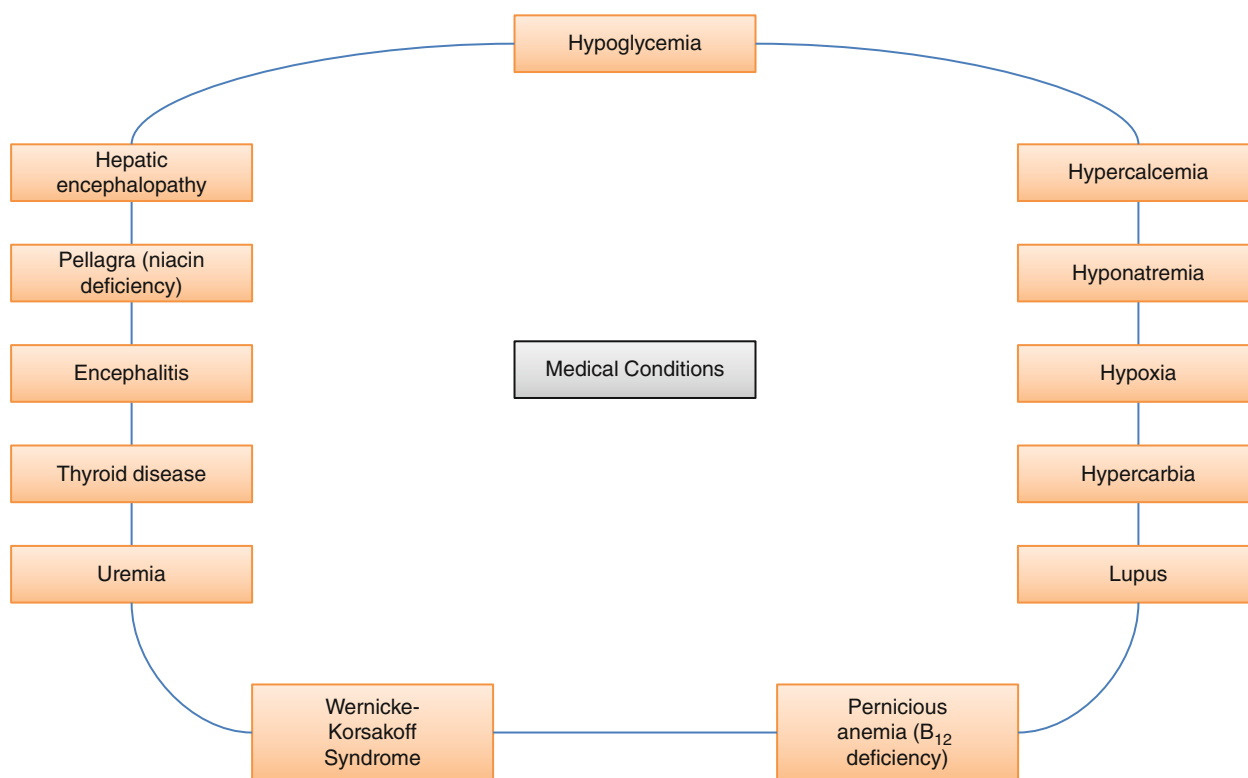 Hypoglycemia
Hepatic
encephalopathy
Hypercalcemia
Pellagra (niacin
deficiency)
Hyponatremia
Encephalitis
Medical Conditions
Hypoxia
Thyroid disease
Hypercarbia
Uremia
Lupus
Wernicke-
Korsakoff
Syndrome
Pernicious
anemia (B₁₂
deficiency)